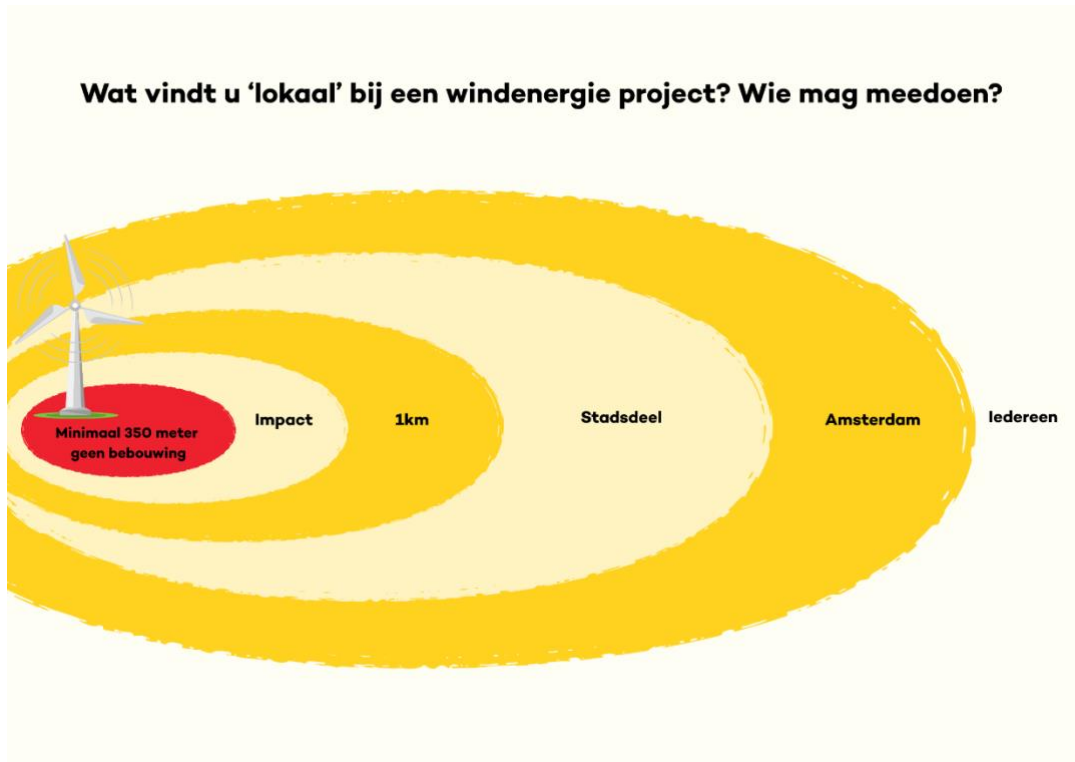 Wat vindt u ‘lokaal’ bij een windenergie project? Wie mag meedoen?
Minimaal 350 meter
geen bebouwing
Impact
1km
Stadsdeel
Amsterdam
Iedereen